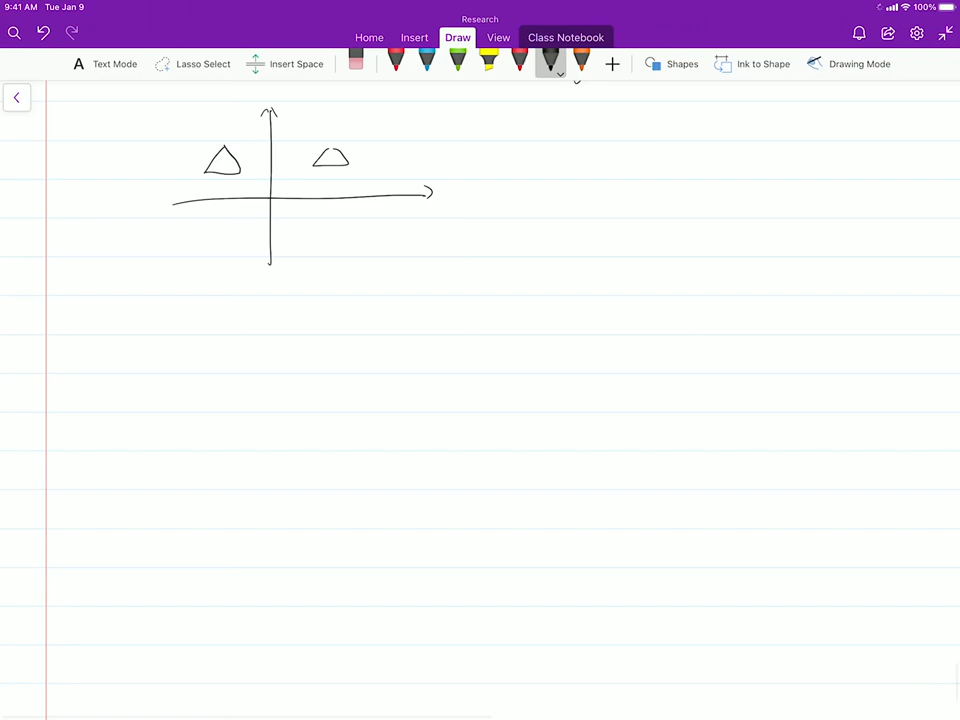 9:41 AM Tue Jan 9
100%
Research
Home Insert Draw View Class Notebook
A Text Mode Lasso Select Insert Space Shapes Ink to Shape Drawing Mode